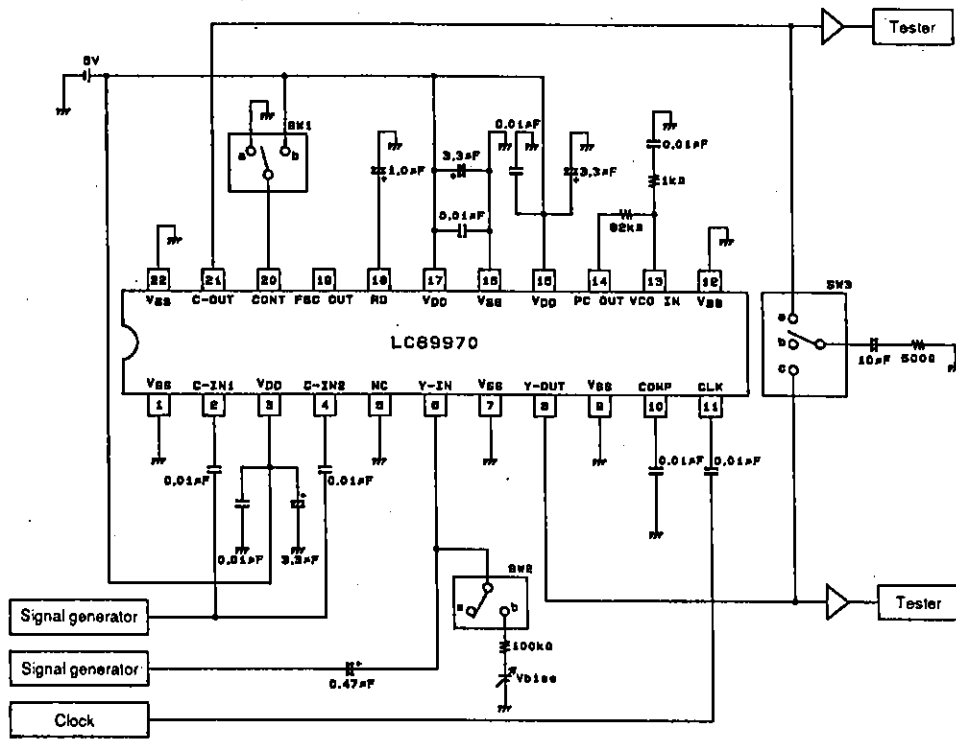 Tester
5V
SW1
a b
0.01µF
3.3µF
1.0µF
3.3µF
0.01µF
1kΩ
0.01µF
82kΩ
22 21 20 19 18 17 16 15 14 13 12
VSS C-OUT CONT FSC OUT RD VDD VSS VDD PC OUT VCO IN VSS
SW3
a
b
c
10µF 500Ω
LC89970
VSS C-IN1 VDD C-IN2 NC Y-IN VSS Y-OUT VSS COMP CLK
1 2 3 4 5 6 7 8 9 10 11
0.01µF 0.01µF 0.01µF 0.01µF
0.01µF 3.3µF
SW2
a b
Signal generator
Tester
100kΩ
Signal generator
0.47µF
Vbias
Clock